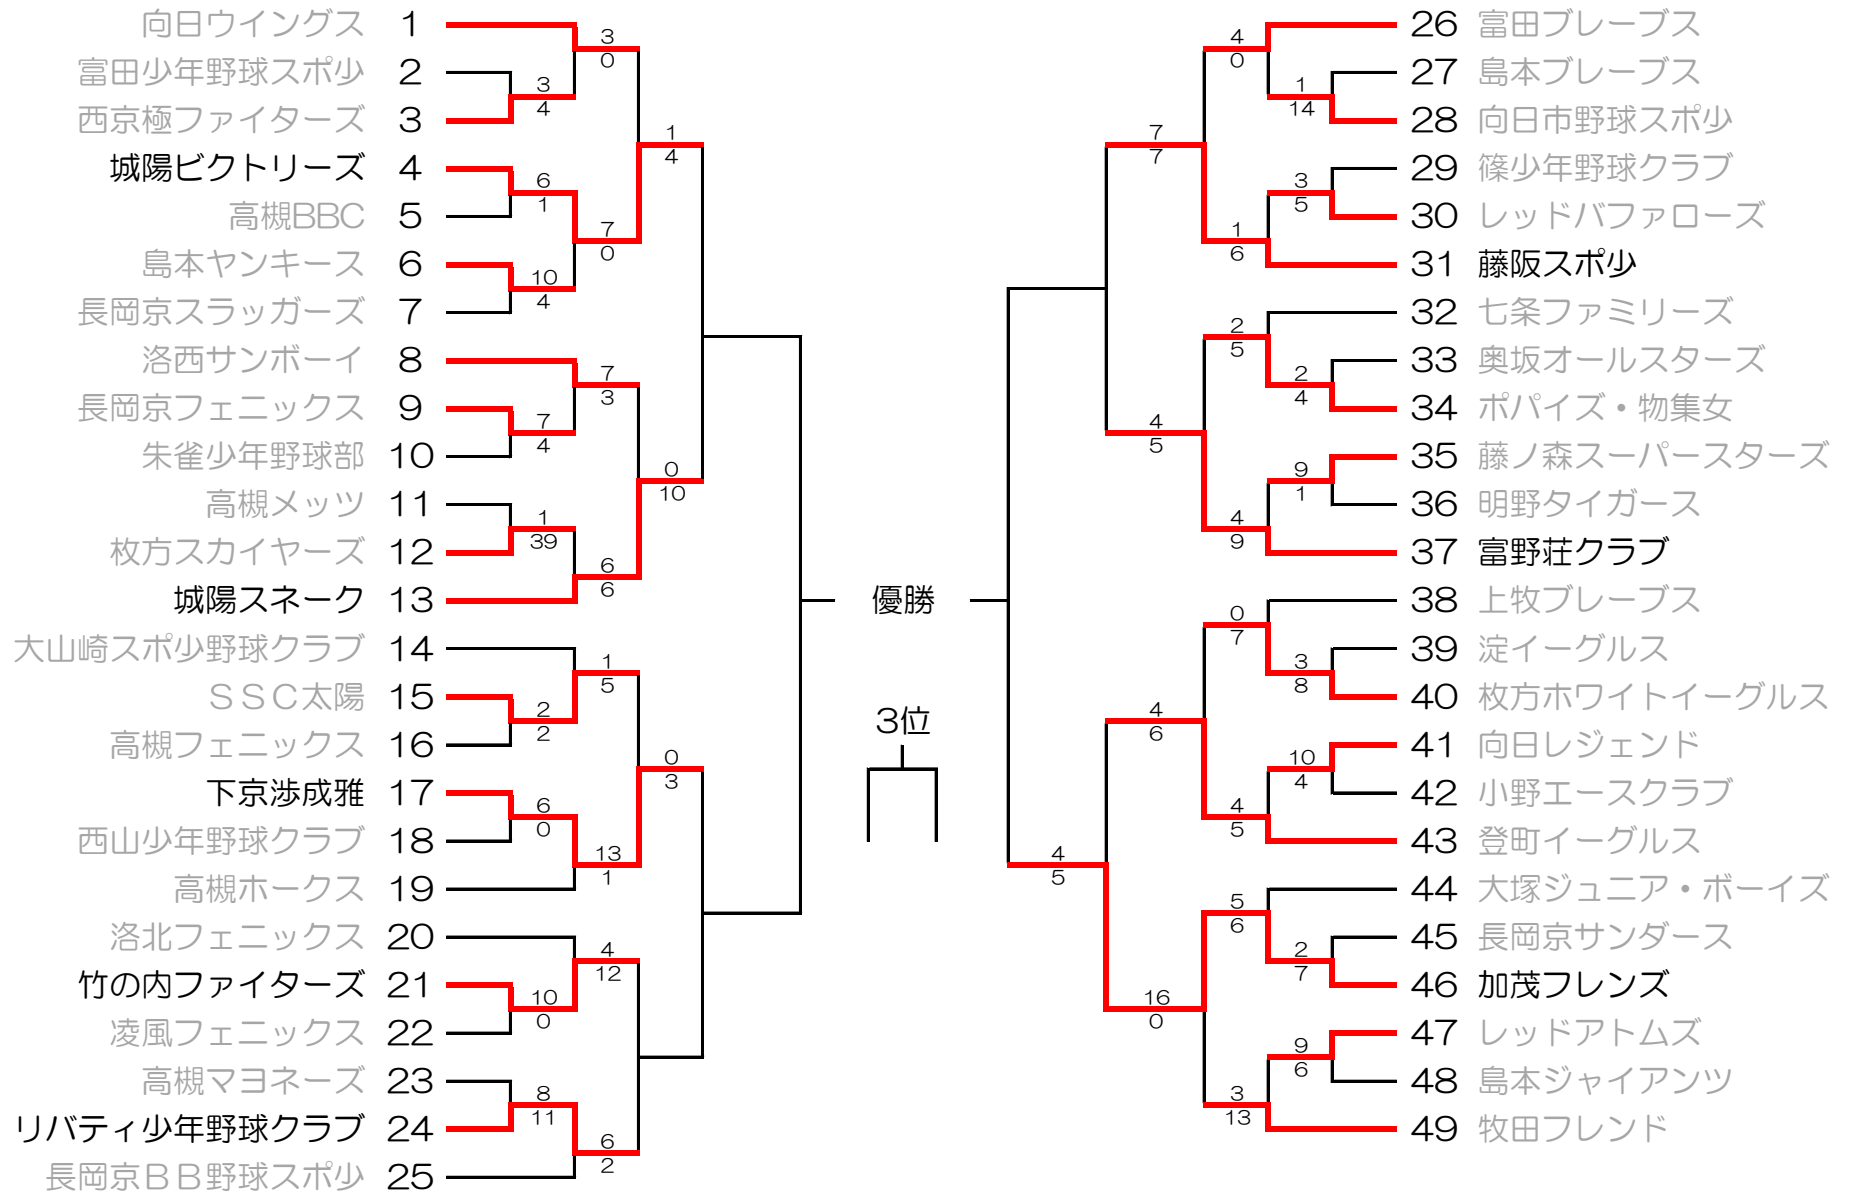 向日ウイングス 1
富田少年野球スポ少 2
西京極ファイターズ 3
城陽ビクトリーズ 4
高槻BBC 5
島本ヤンキース 6
長岡京スラッガーズ 7
洛西サンボーイ 8
長岡京フェニックス 9
朱雀少年野球部 10
高槻メッツ 11
枚方スカイヤーズ 12
城陽スネーク 13
大山崎スポ少野球クラブ 14
ＳＳＣ太陽 15
高槻フェニックス 16
下京渉成雅 17
西山少年野球クラブ 18
高槻ホークス 19
洛北フェニックス 20
竹の内ファイターズ 21
凌風フェニックス 22
高槻マヨネーズ 23
リバティ少年野球クラブ 24
長岡京ＢＢ野球スポ少 25
3
4
6
1
10
4
7
4
1
39
2
2
6
0
10
0
8
11
3
0
7
0
7
3
6
6
1
5
13
1
4
12
6
2
1
4
0
10
0
3
優勝
3位
4
5
7
7
4
5
4
6
16
0
4
0
1
6
2
5
4
9
0
7
4
5
5
6
3
13
1
14
3
5
2
4
9
1
3
8
10
4
2
7
9
6
26 富田ブレーブス
27 島本ブレーブス
28 向日市野球スポ少
29 篠少年野球クラブ
30 レッドバファローズ
31 藤阪スポ少
32 七条ファミリーズ
33 奥坂オールスターズ
34 ポパイズ・物集女
35 藤ノ森スーパースターズ
36 明野タイガース
37 富野荘クラブ
38 上牧ブレーブス
39 淀イーグルス
40 枚方ホワイトイーグルス
41 向日レジェンド
42 小野エースクラブ
43 登町イーグルス
44 大塚ジュニア・ボーイズ
45 長岡京サンダース
46 加茂フレンズ
47 レッドアトムズ
48 島本ジャイアンツ
49 牧田フレンド